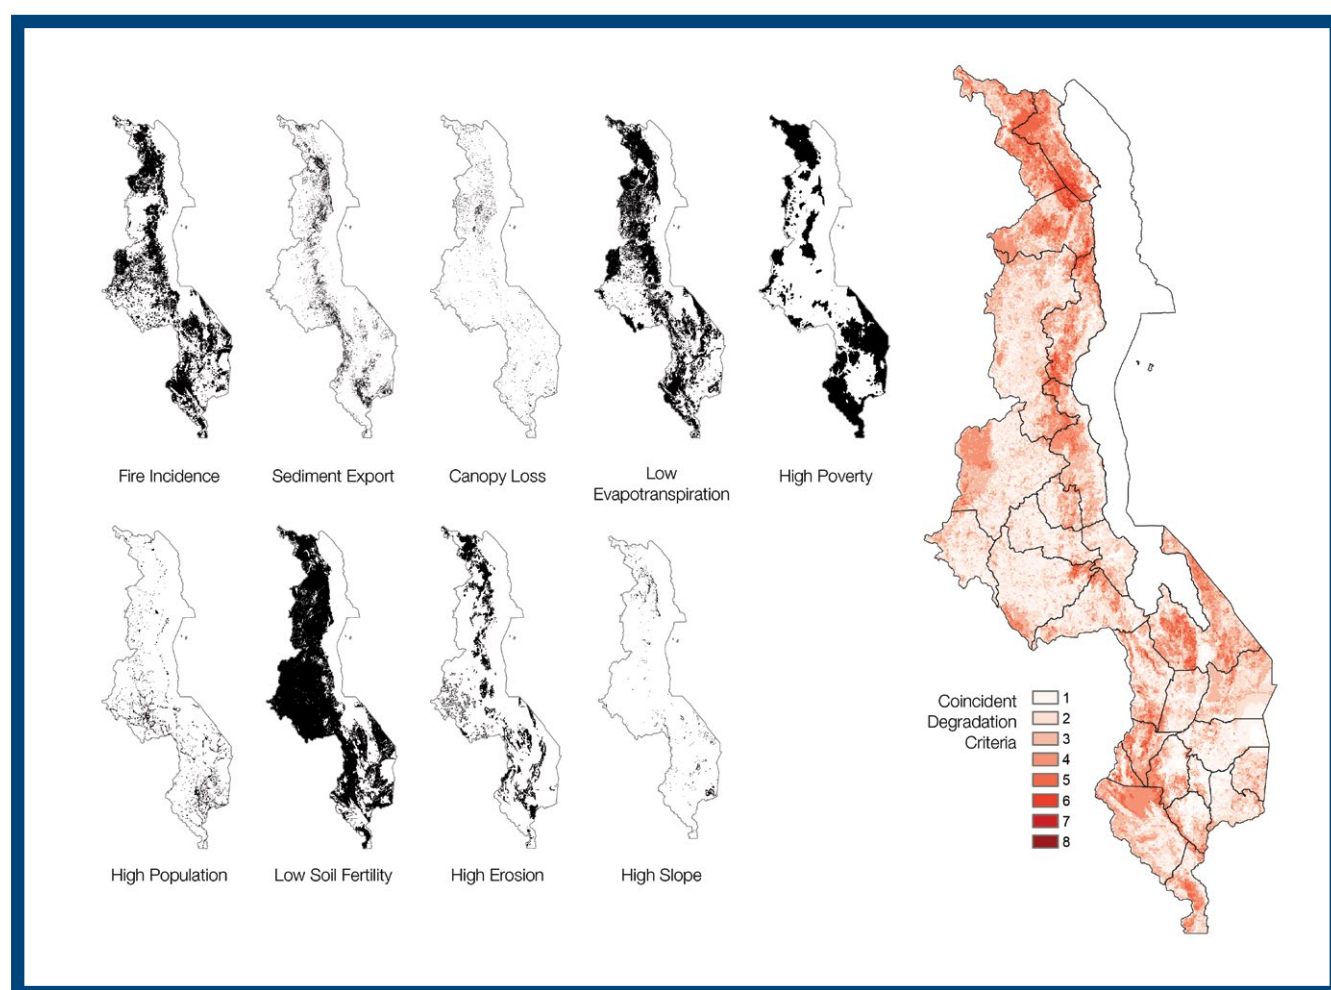 Fire Incidence
Sediment Export
Canopy Loss
Low
Evapotranspiration
High Poverty
High Population
Low Soil Fertility
High Erosion
High Slope
Coincident
Degradation
Criteria
1
2
3
4
5
6
7
8